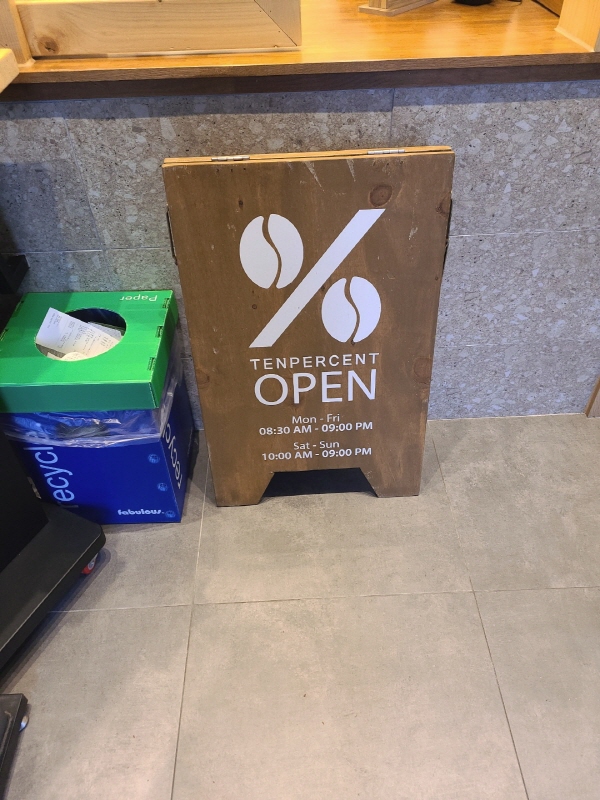 %
TENPERCENT
OPEN
Mon - Fri
08:30 AM - 09:00 PM
Sat - Sun
10:00 AM - 09:00 PM
Paper
fabulous.